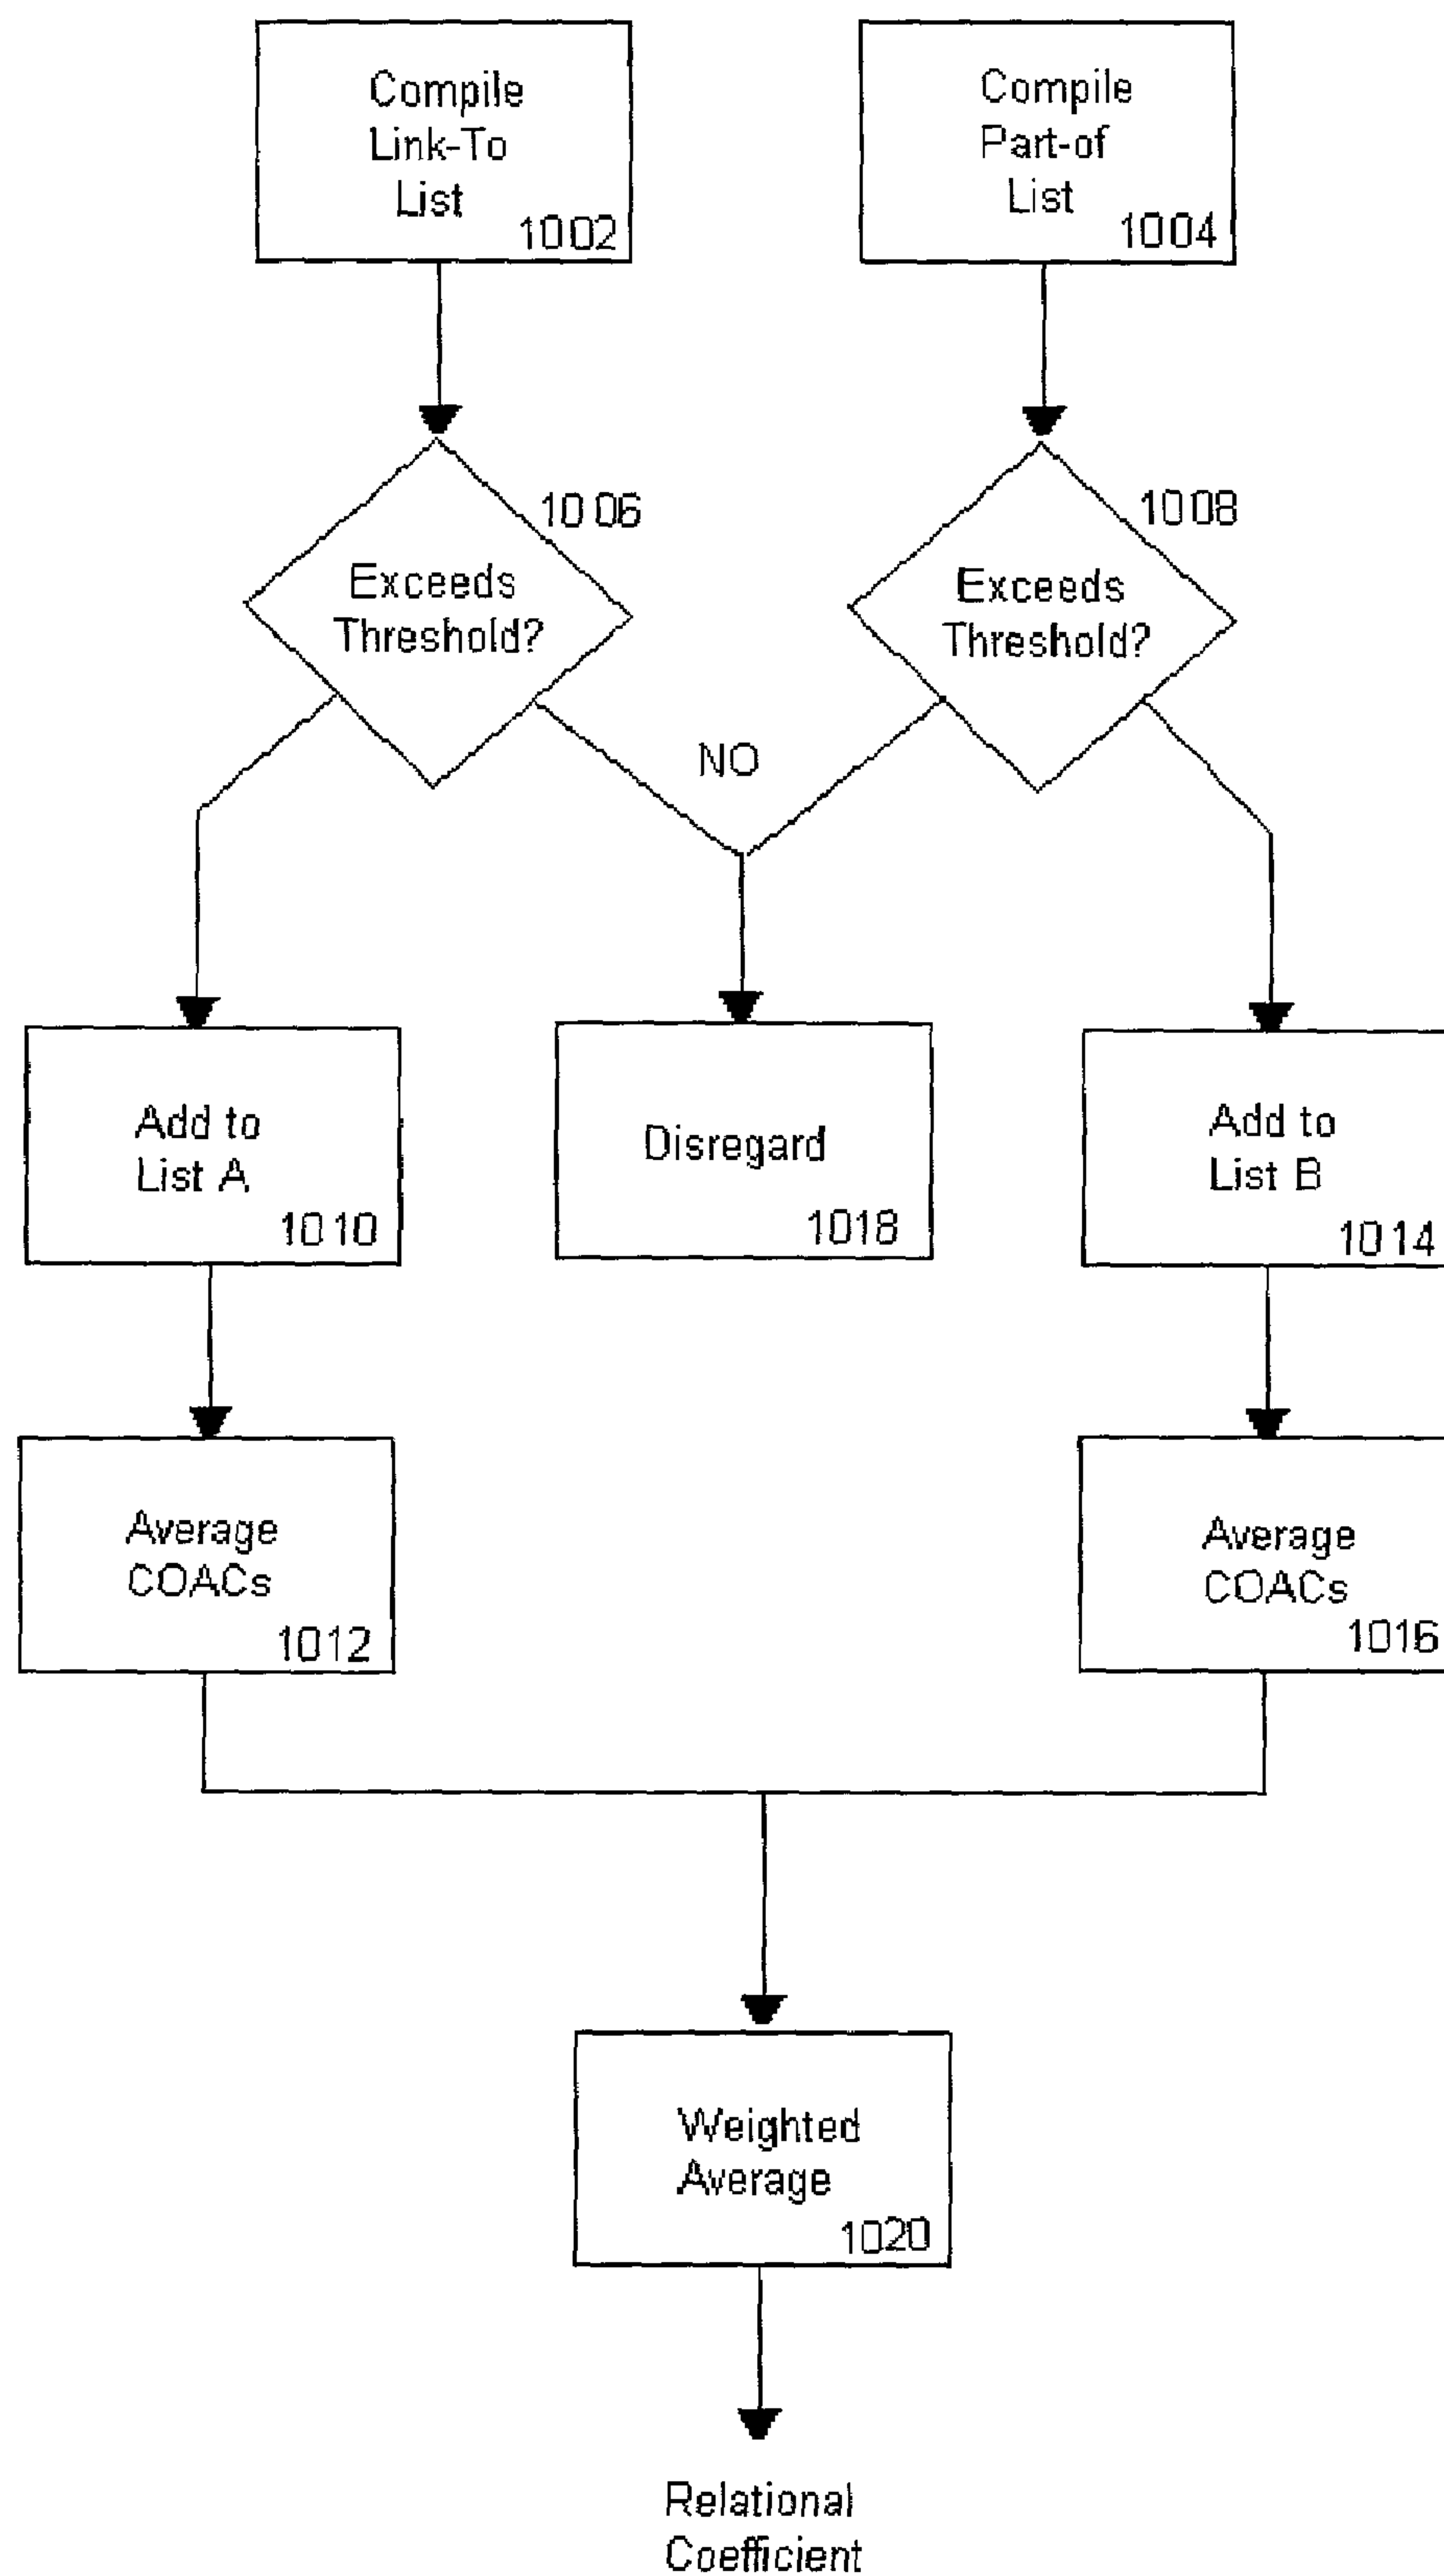 Compile
Link-To
List
1002
Compile
Part-of
List
1004
1006
Exceeds
Threshold?
1008
Exceeds
Threshold?
NO
Add to
List A
1010
Disregard
1018
Add to
List B
1014
Average
COACs
1012
Average
COACs
1016
Weighted
Average
1020
Relational
Coefficient